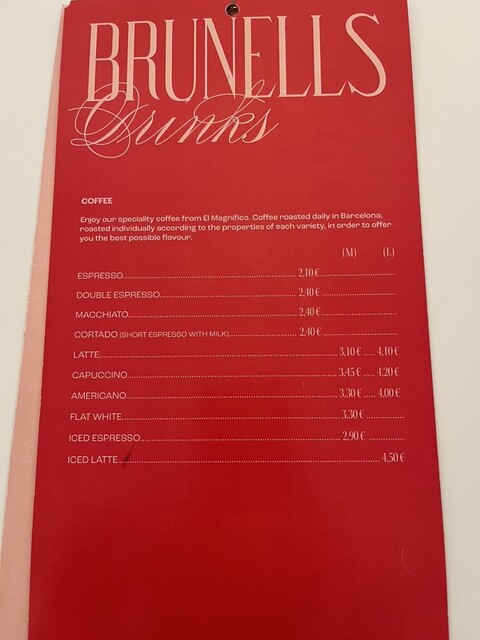 BRUNELLS
Drinks
COFFEE
Enjoy our speciality coffee from El Magnífico. Coffee roasted daily in Barcelona,
roasted individually according to the properties of each variety, in order to offer
you the best possible flavour.
(M) (L)
ESPRESSO 2.10 €
DOUBLE ESPRESSO 2.40 €
MACCHIATO 2.40 €
CORTADO (SHORT ESPRESSO WITH MILK) 2.40 €
LATTE 3.10 € 4.10 €
CAPUCCINO 3.45 € 4.20 €
AMERICANO 3.30 € 4.00 €
FLAT WHITE 3.30 €
ICED ESPRESSO 2.90 €
ICED LATTE 4.50 €